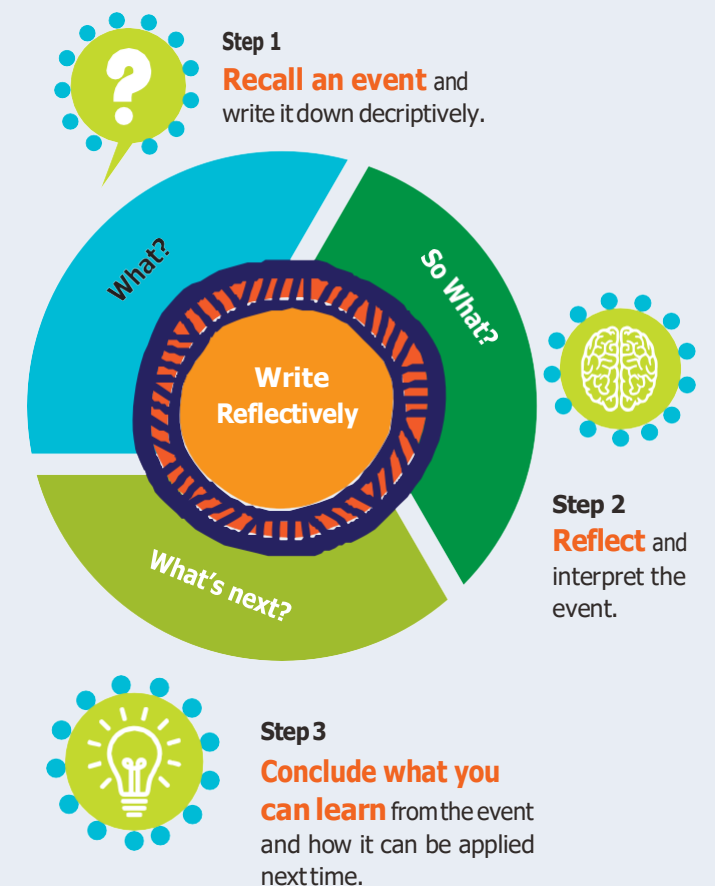 Step 1
Recall an event and
write it down decriptively.
What?
So What?
Write
Reflectively
Step 2
Reflect and
interpret the
event.
What's next?
Step 3
Conclude what you
can learn from the event
and how it can be applied
next time.